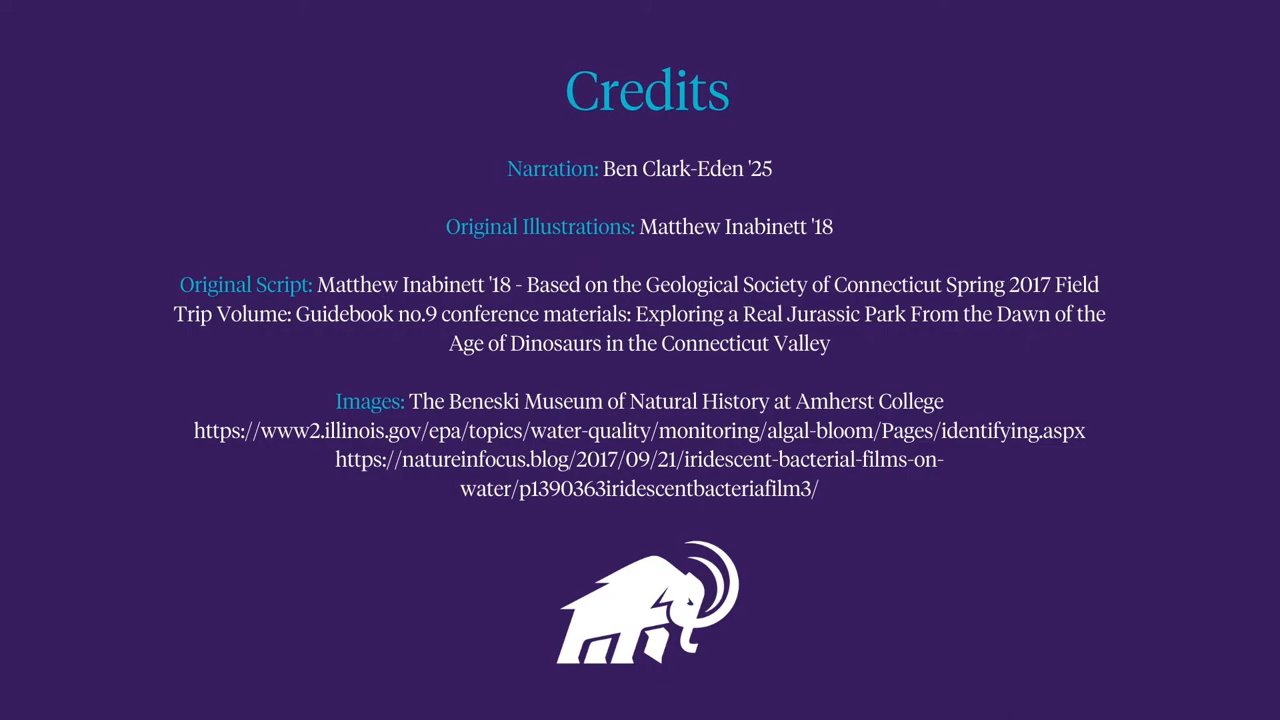 Credits
Narration: Ben Clark-Eden '25
Original Illustrations: Matthew Inabinett '18
Original Script: Matthew Inabinett '18 - Based on the Geological Society of Connecticut Spring 2017 Field
Trip Volume: Guidebook no.9 conference materials: Exploring a Real Jurassic Park From the Dawn of the
Age of Dinosaurs in the Connecticut Valley
Images: The Beneski Museum of Natural History at Amherst College
https://www2.illinois.gov/epa/topics/water-quality/monitoring/algal-bloom/Pages/identifying.aspx
https://natureinfocus.blog/2017/09/21/iridescent-bacterial-films-on-
water/p1390363iridescentbacteriafilm3/